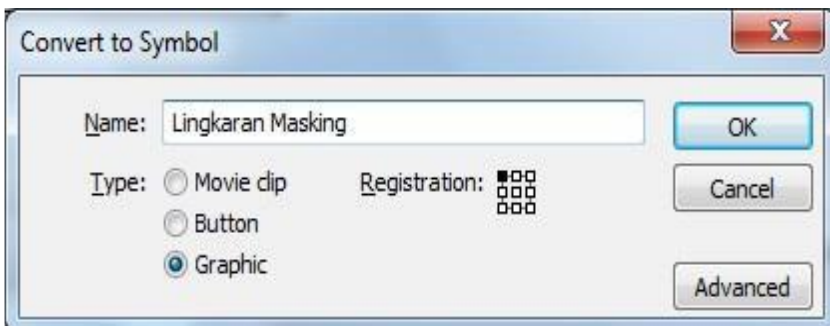 Convert to Symbol
Name: Lingkaran Masking
OK
Type: Movie clip Registration: Cancel
Button
Graphic
Advanced